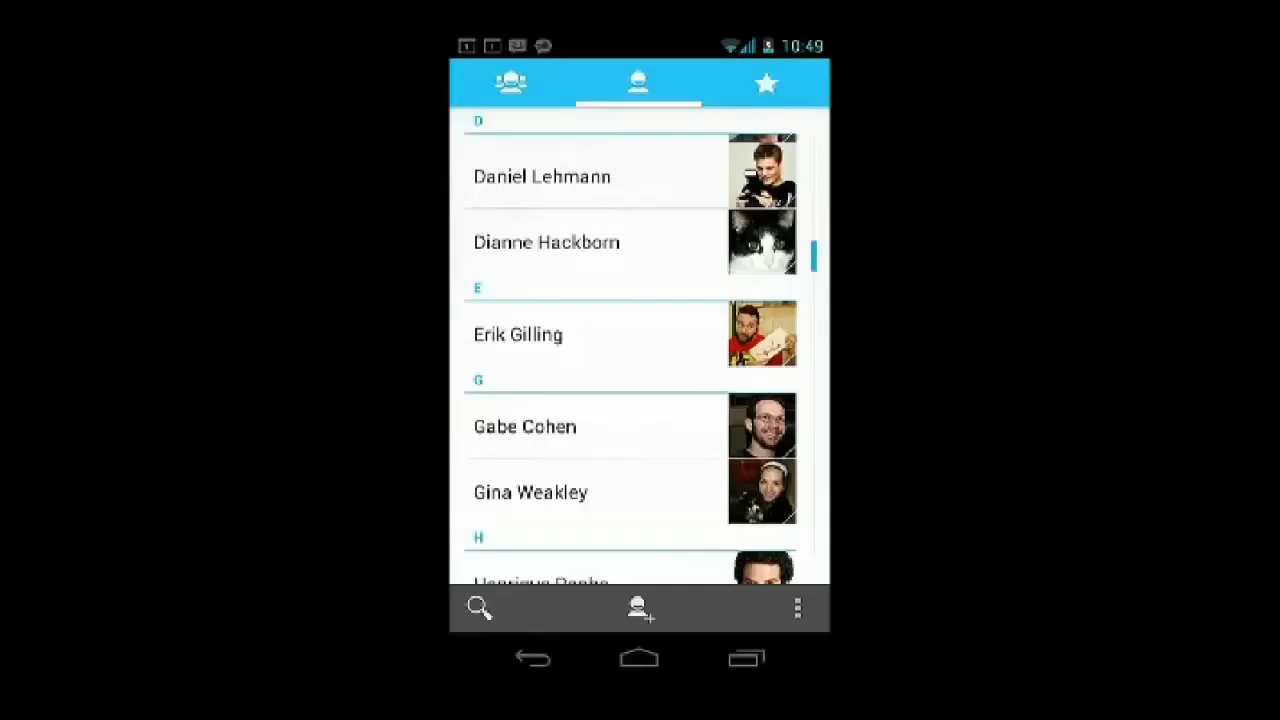 10:49
D
Daniel Lehmann
Dianne Hackborn
E
Erik Gilling
G
Gabe Cohen
Gina Weakley
H